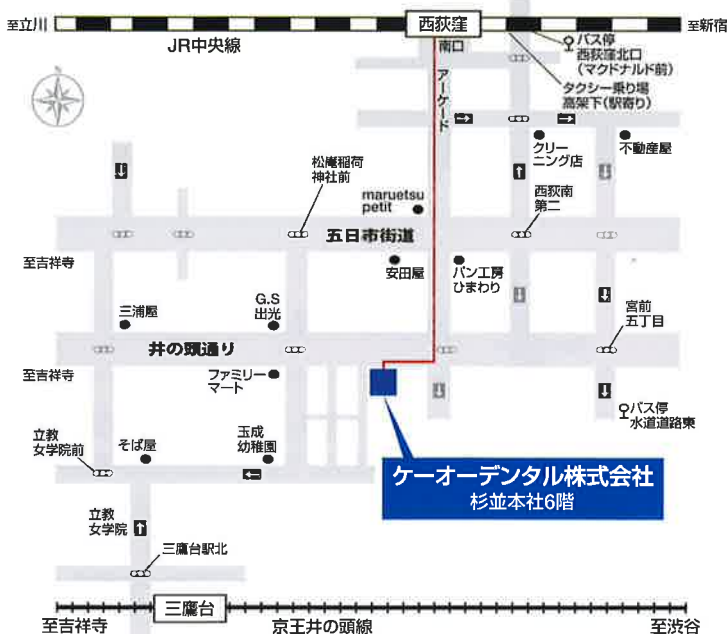 至立川
西荻窪
至新宿
JR中央線
南口
バス停
西荻窪北口
(マクドナルド前)
タクシー乗り場
高架下(駅寄り)
アーケード
クリー
ニング店
不動産屋
松庵稲荷
神社前
maruetsu
petit
西荻南
第二
五日市街道
至吉祥寺
安田屋
パン工房
ひまわり
G.S
出光
三浦屋
宮前
五丁目
井の頭通り
至吉祥寺
ファミリー
マート
バス停
水道道路東
立教
女学院前
そば屋
玉成
幼稚園
ケーオーデンタル株式会社
杉並本社6階
立教
女学院
三鷹台駅北
三鷹台
至吉祥寺
京王井の頭線
至渋谷